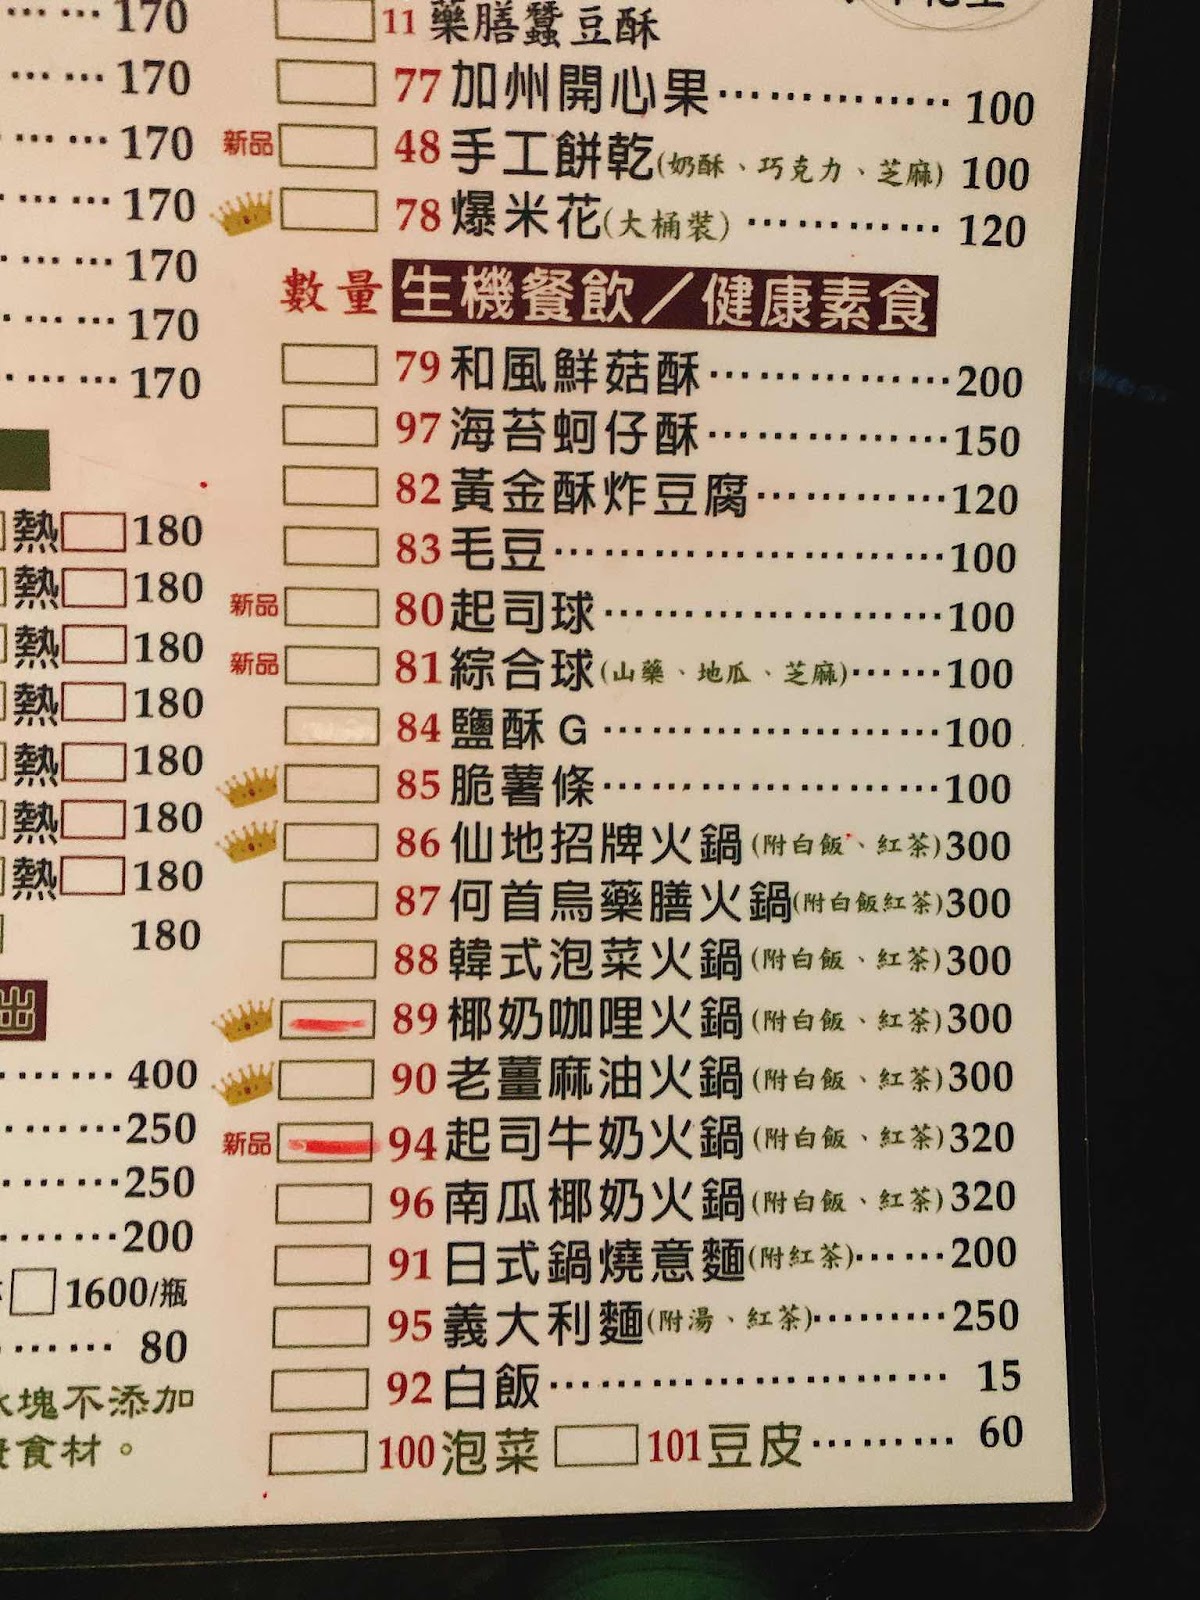 170
170
170
170
170
170
170
熱 180
熱 180
熱 180
熱 180
熱 180
熱 180
熱 180
180
出
400
250
250
200
1600/瓶
80
塊不添加
食材。
11 藥膳蠶豆酥
77 加州開心果 100
新品 48 手工餅乾(奶酥、巧克力、芝麻) 100
78 爆米花(大桶裝) 120
數量 生機餐飲／健康素食
79 和風鮮菇酥 200
97 海苔蚵仔酥 150
82 黃金酥炸豆腐 120
83 毛豆 100
新品 80 起司球 100
新品 81 綜合球(山藥、地瓜、芝麻) 100
84 鹽酥G 100
85 脆薯條 100
86 仙地招牌火鍋(附白飯、紅茶) 300
87 何首烏藥膳火鍋(附白飯紅茶) 300
88 韓式泡菜火鍋(附白飯、紅茶) 300
89 椰奶咖哩火鍋(附白飯、紅茶) 300
90 老薑麻油火鍋(附白飯、紅茶) 300
新品 94 起司牛奶火鍋(附白飯、紅茶) 320
96 南瓜椰奶火鍋(附白飯、紅茶) 320
91 日式鍋燒意麵(附紅茶) 200
95 義大利麵(附湯、紅茶) 250
92 白飯 15
100 泡菜 101 豆皮 60